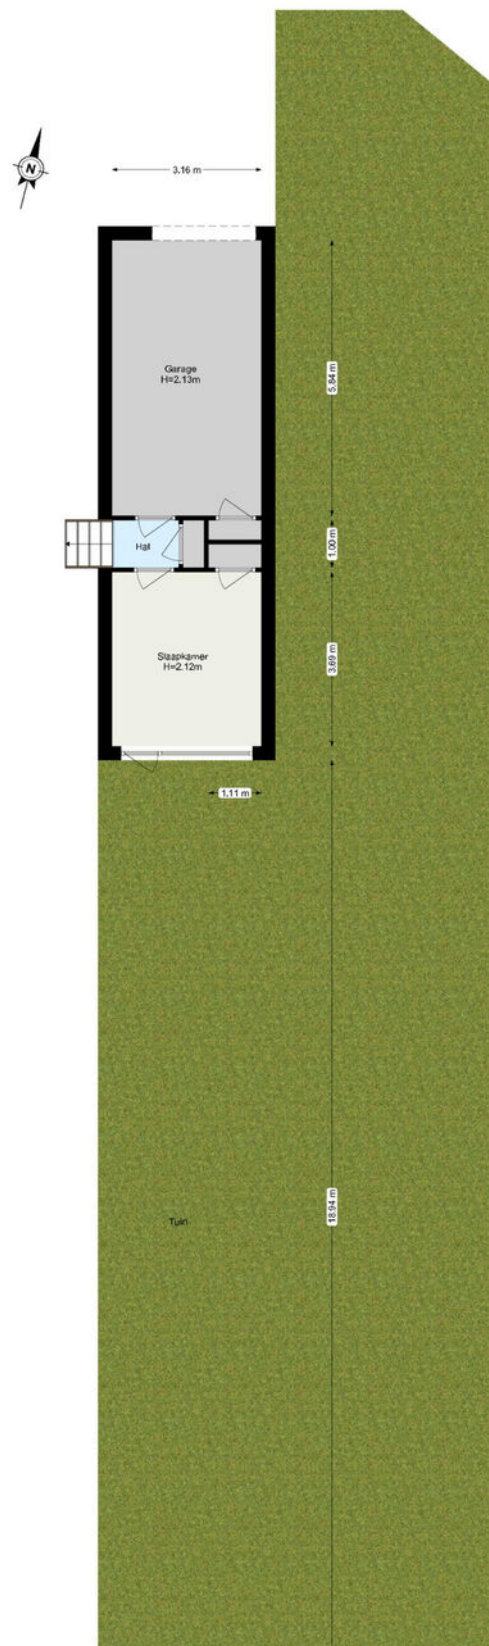 N
3.16 m
Garage
H=2.13m
5.84 m
Hall
1.00 m
Slaapkamer
H=2.12m
3.69 m
1.11 m
Tuin
18.94 m